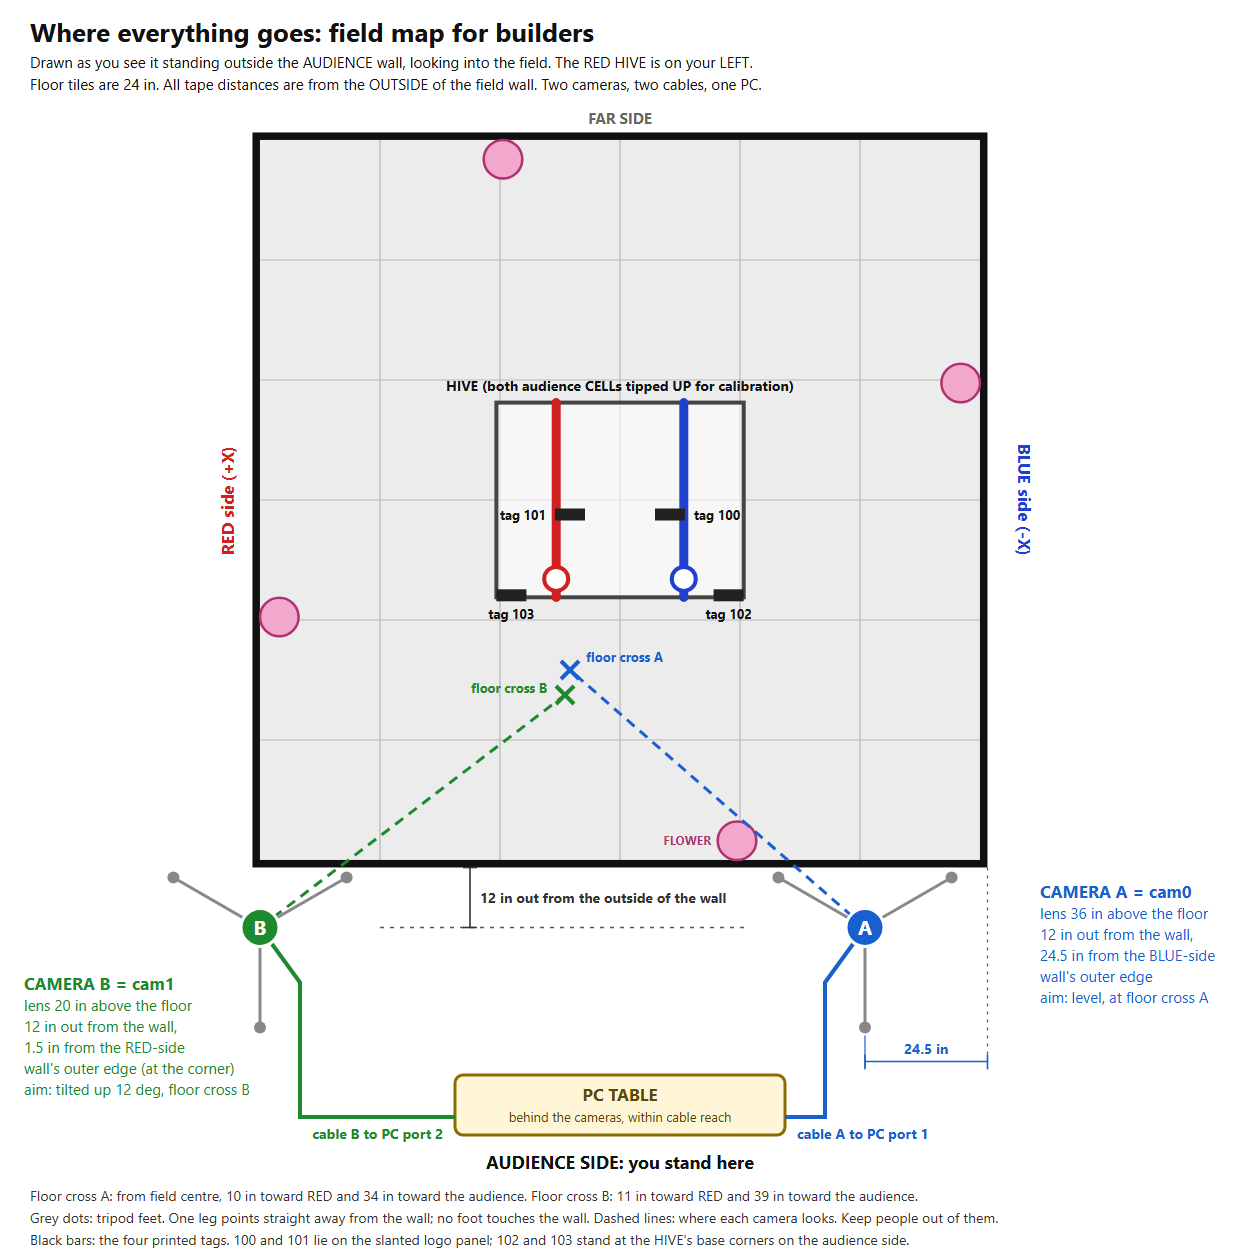 Where everything goes: field map for builders
Drawn as you see it standing outside the AUDIENCE wall, looking into the field. The RED HIVE is on your LEFT.
Floor tiles are 24 in. All tape distances are from the OUTSIDE of the field wall. Two cameras, two cables, one PC.
FAR SIDE
HIVE (both audience CELLs tipped UP for calibration)
RED side (+X)
BLUE side (-X)
tag 101
tag 100
tag 103
tag 102
floor cross A
floor cross B
FLOWER
12 in out from the outside of the wall
B
A
CAMERA A = cam0
lens 36 in above the floor
12 in out from the wall,
24.5 in from the BLUE-side
wall's outer edge
aim: level, at floor cross A
CAMERA B = cam1
lens 20 in above the floor
12 in out from the wall,
1.5 in from the RED-side
wall's outer edge (at the corner)
aim: tilted up 12 deg, floor cross B
24.5 in
PC TABLE
behind the cameras, within cable reach
cable B to PC port 2
cable A to PC port 1
AUDIENCE SIDE: you stand here
Floor cross A: from field centre, 10 in toward RED and 34 in toward the audience. Floor cross B: 11 in toward RED and 39 in toward the audience.
Grey dots: tripod feet. One leg points straight away from the wall; no foot touches the wall. Dashed lines: where each camera looks. Keep people out of them.
Black bars: the four printed tags. 100 and 101 lie on the slanted logo panel; 102 and 103 stand at the HIVE's base corners on the audience side.